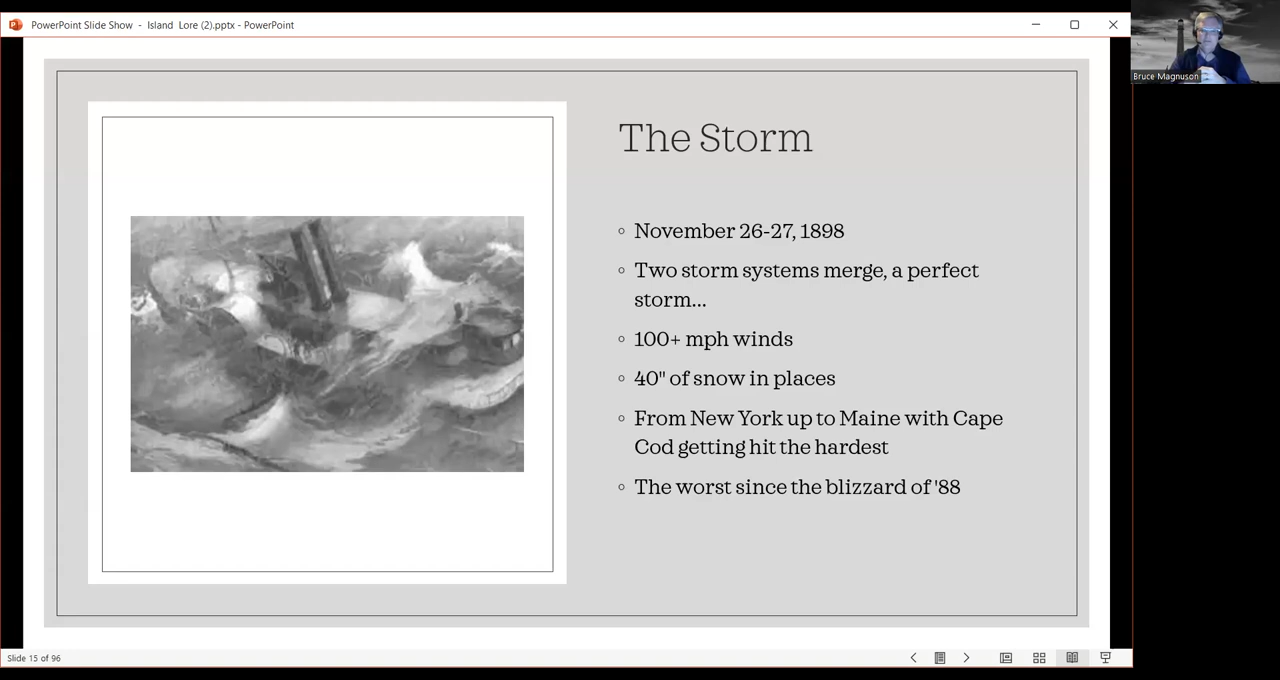 PowerPoint Slide Show - Island Lore (2).pptx - PowerPoint
Bruce Magnuson
The Storm
November 26-27, 1898
Two storm systems merge, a perfect
storm...
100+ mph winds
40" of snow in places
From New York up to Maine with Cape
Cod getting hit the hardest
The worst since the blizzard of '88
Slide 15 of 96